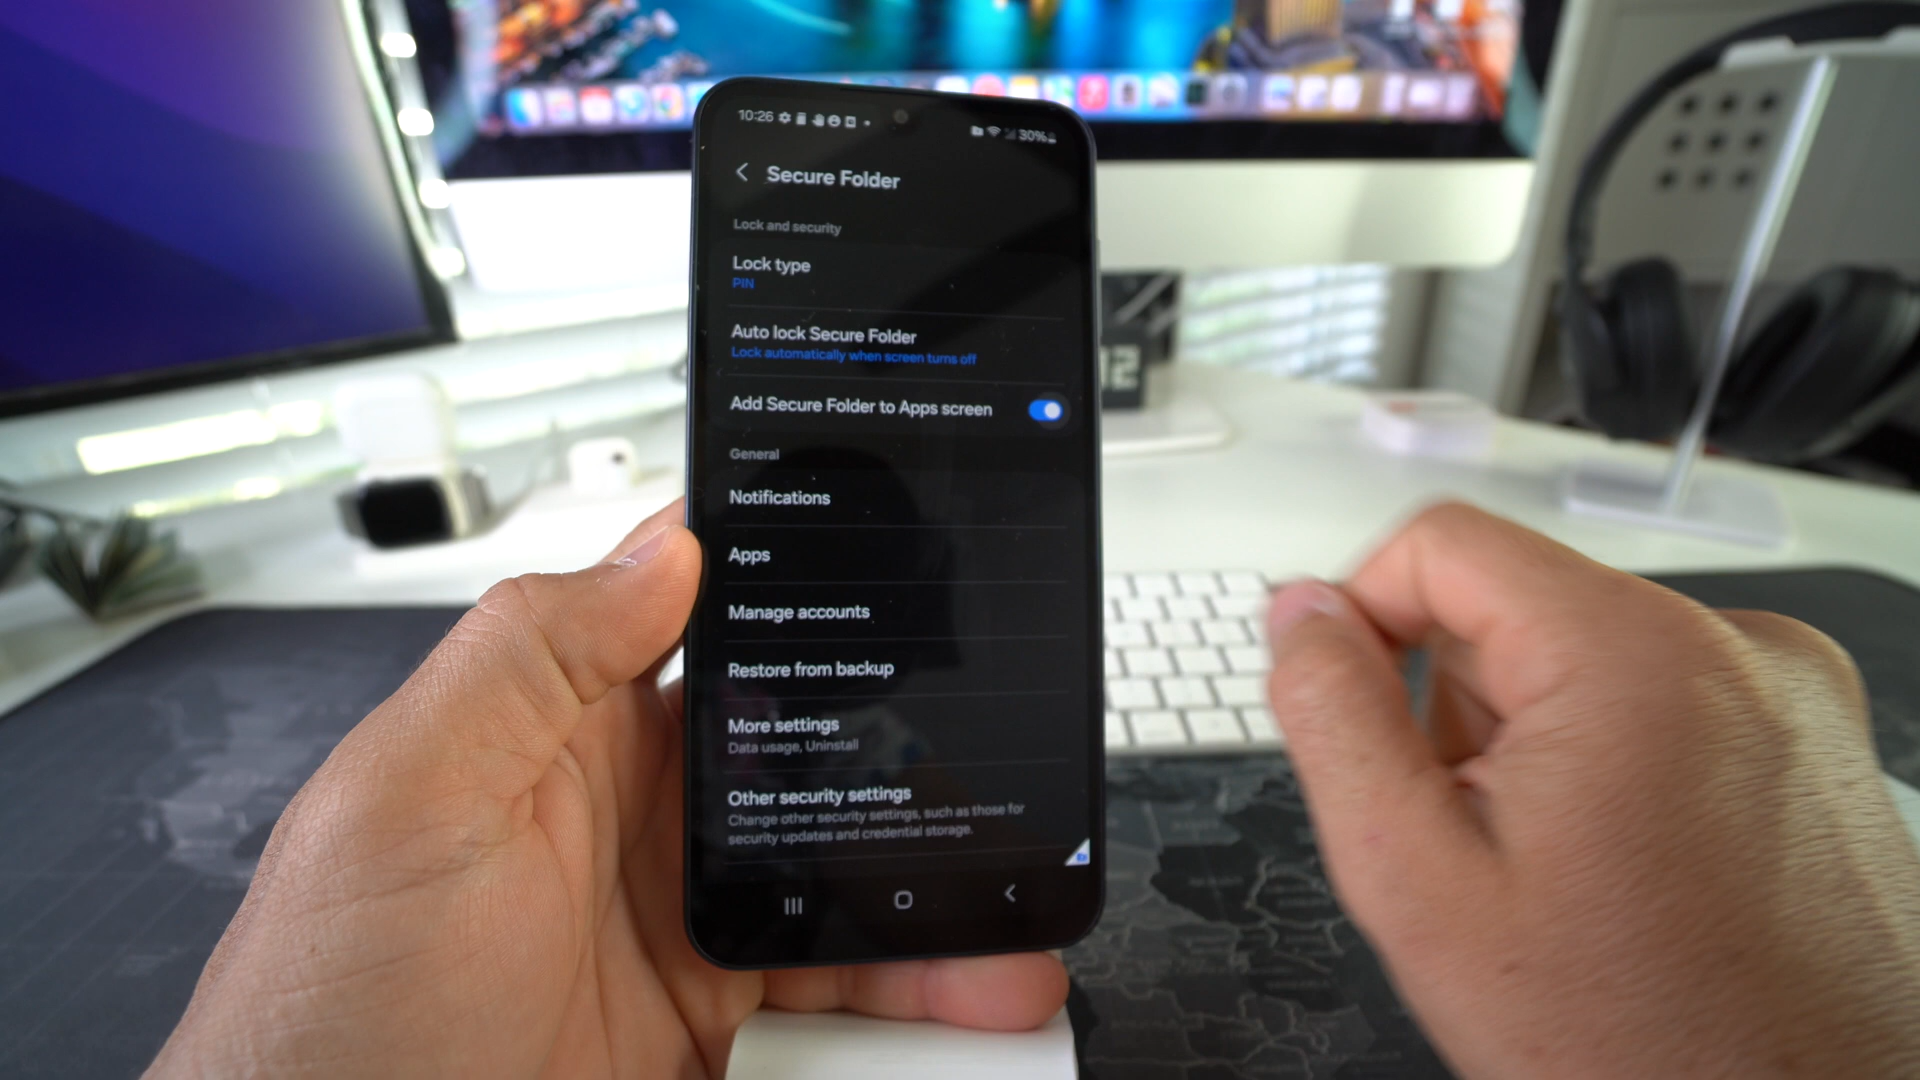 10:26 30%
Secure Folder
Lock and security
Lock type
PIN
Auto lock Secure Folder
Lock automatically when screen turns off
Add Secure Folder to Apps screen
General
Notifications
Apps
Manage accounts
Restore from backup
More settings
Data usage, Uninstall
Other security settings
Change other security settings, such as those for
security updates and credential storage.
12